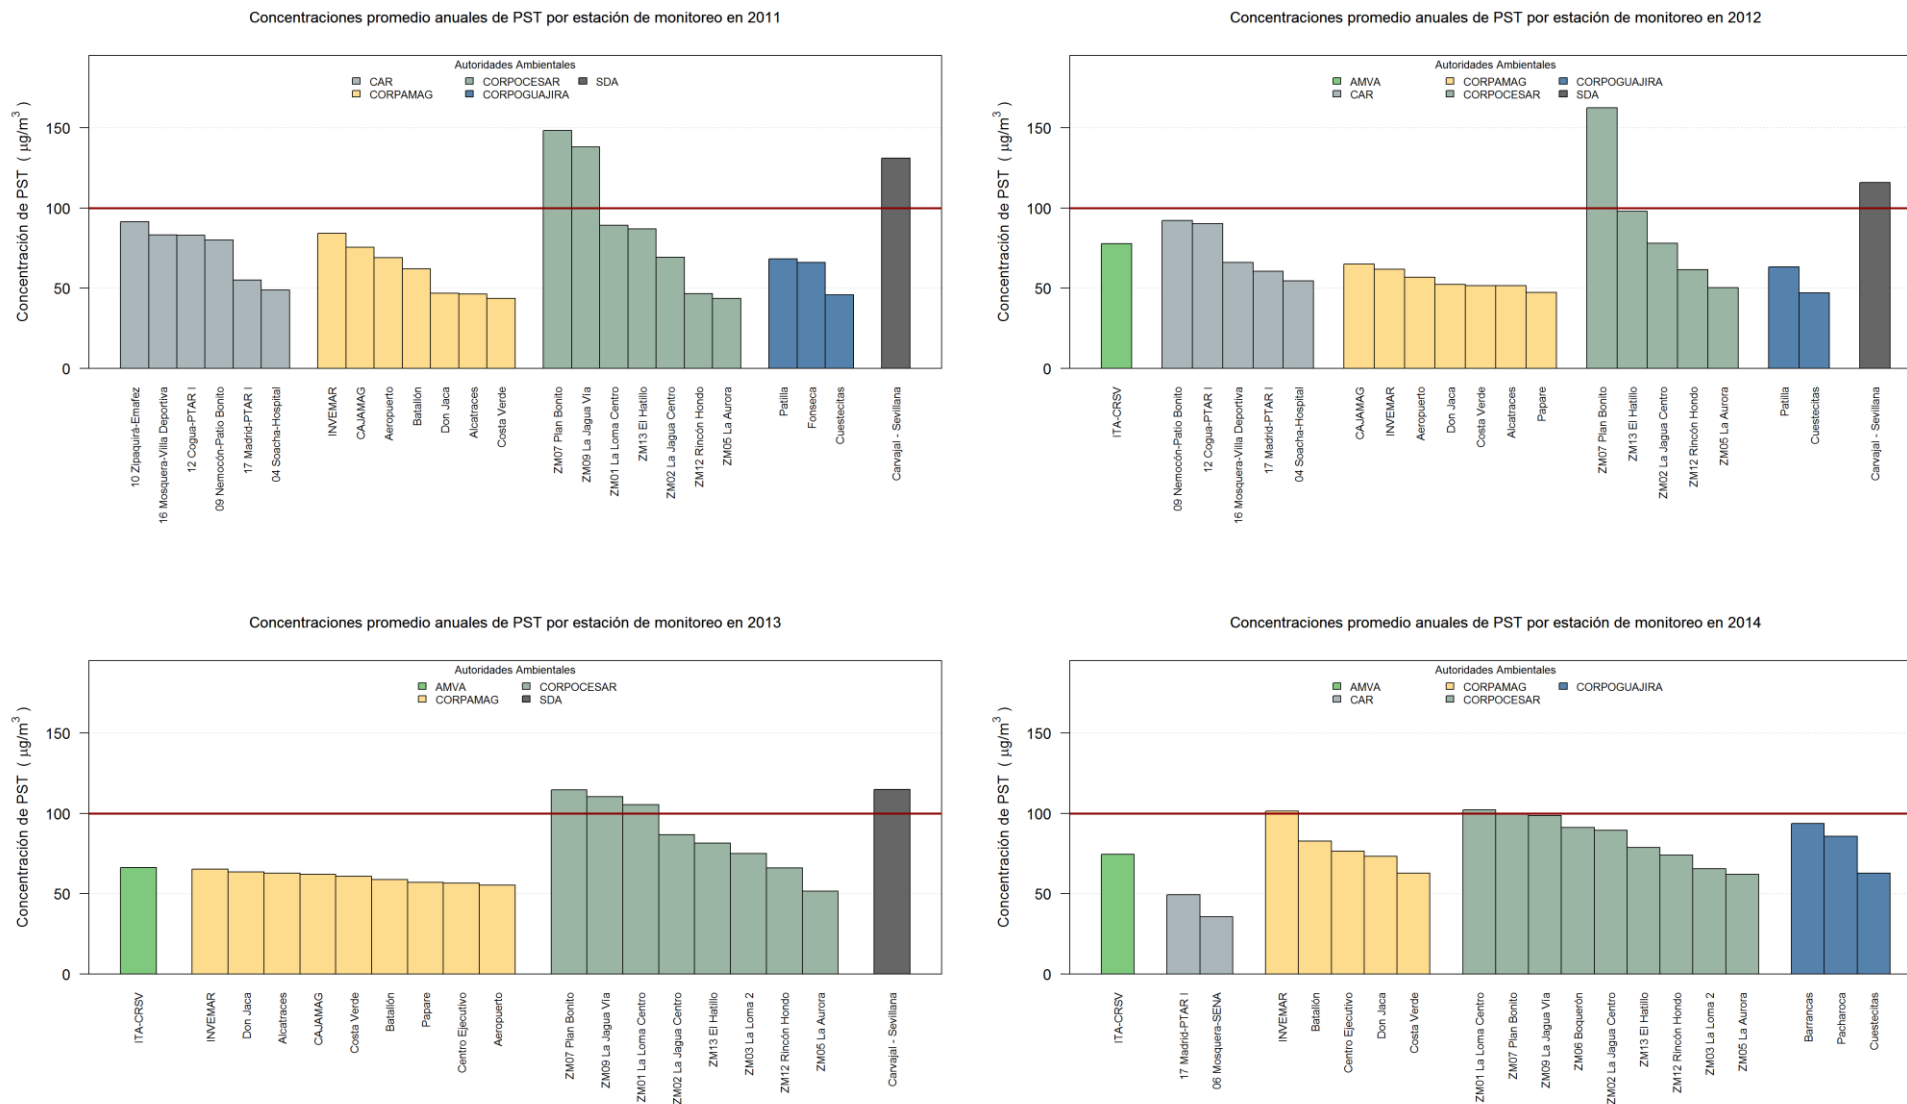 Concentraciones promedio anuales de PST por estación de monitoreo en 2011
Autoridades Ambientales
CAR
CORPAMAG
CORPOCESAR
CORPOGUAJIRA
SDA
Concentración de PST ( µg/m³ )
150
100
50
0
10 Zipaquirá-Emafez
16 Mosquera-Villa Deportiva
12 Cogua-PTAR I
09 Nemocón-Patio Bonito
17 Madrid-PTAR I
04 Soacha-Hospital
INVEMAR
CAJAMAG
Aeropuerto
Batallón
Don Jaca
Alcatraces
Costa Verde
ZM07 Plan Bonito
ZM09 La Jagua Vía
ZM01 La Loma Centro
ZM13 El Hatillo
ZM02 La Jagua Centro
ZM12 Rincón Hondo
ZM05 La Aurora
Patilla
Fonseca
Cuestecitas
Carvajal - Sevillana
Concentraciones promedio anuales de PST por estación de monitoreo en 2012
Autoridades Ambientales
AMVA
CAR
CORPAMAG
CORPOCESAR
CORPOGUAJIRA
SDA
Concentración de PST ( µg/m³ )
150
100
50
0
ITA-CRSV
09 Nemocón-Patio Bonito
12 Cogua-PTAR I
16 Mosquera-Villa Deportiva
17 Madrid-PTAR I
04 Soacha-Hospital
CAJAMAG
INVEMAR
Aeropuerto
Don Jaca
Costa Verde
Alcatraces
Papare
ZM07 Plan Bonito
ZM13 El Hatillo
ZM02 La Jagua Centro
ZM12 Rincón Hondo
ZM05 La Aurora
Patilla
Cuestecitas
Carvajal - Sevillana
Concentraciones promedio anuales de PST por estación de monitoreo en 2013
Autoridades Ambientales
AMVA
CORPAMAG
CORPOCESAR
SDA
Concentración de PST ( µg/m³ )
150
100
50
0
ITA-CRSV
INVEMAR
Don Jaca
Alcatraces
CAJAMAG
Costa Verde
Batallón
Papare
Centro Ejecutivo
Aeropuerto
ZM07 Plan Bonito
ZM09 La Jagua Vía
ZM01 La Loma Centro
ZM02 La Jagua Centro
ZM13 El Hatillo
ZM03 La Loma 2
ZM12 Rincón Hondo
ZM05 La Aurora
Carvajal - Sevillana
Concentraciones promedio anuales de PST por estación de monitoreo en 2014
Autoridades Ambientales
AMVA
CAR
CORPAMAG
CORPOCESAR
CORPOGUAJIRA
Concentración de PST ( µg/m³ )
150
100
50
0
ITA-CRSV
17 Madrid-PTAR I
06 Mosquera-SENA
INVEMAR
Batallón
Centro Ejecutivo
Don Jaca
Costa Verde
ZM01 La Loma Centro
ZM07 Plan Bonito
ZM09 La Jagua Vía
ZM06 Boquerón
ZM02 La Jagua Centro
ZM13 El Hatillo
ZM12 Rincón Hondo
ZM03 La Loma 2
ZM05 La Aurora
Barrancas
Pacharoca
Cuestecitas